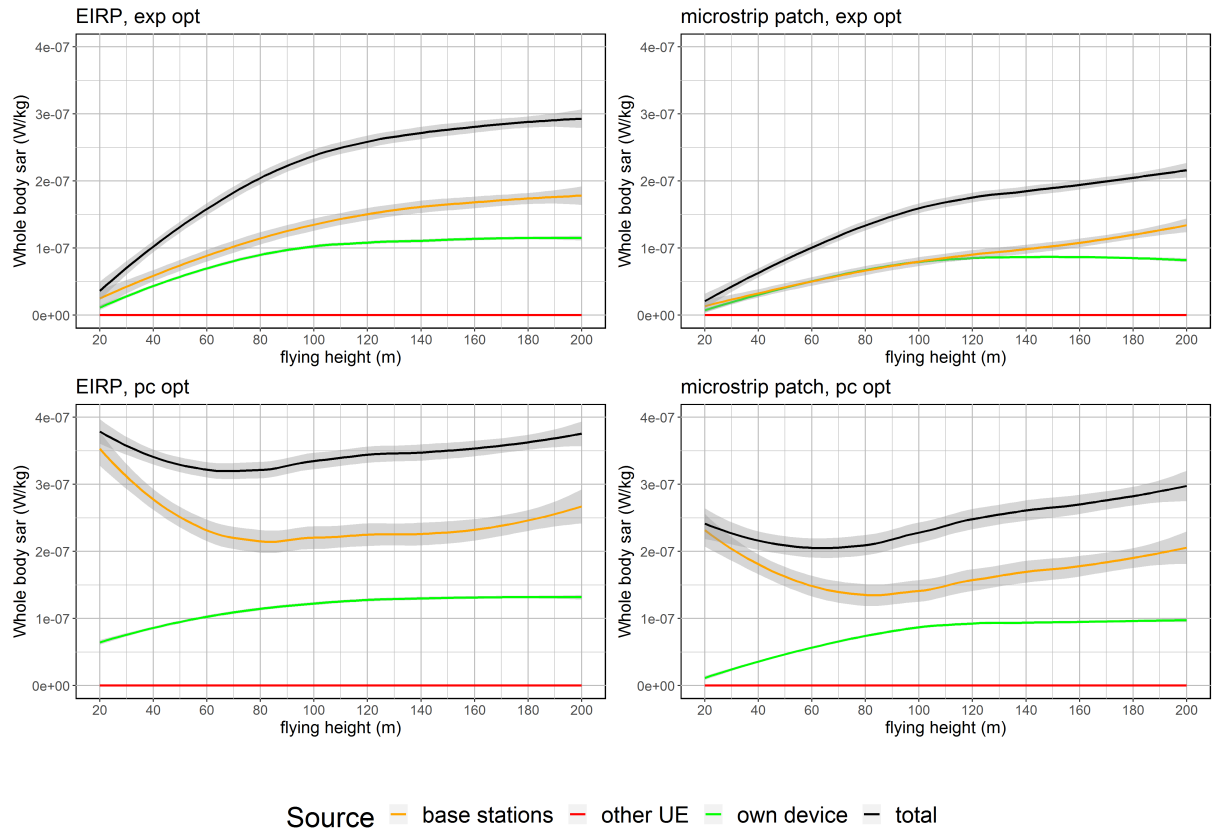 EIRP, exp opt
Whole body sar (W/kg)
4e-07
3e-07
2e-07
1e-07
0e+00
20 40 60 80 100 120 140 160 180 200
flying height (m)
microstrip patch, exp opt
Whole body sar (W/kg)
4e-07
3e-07
2e-07
1e-07
0e+00
20 40 60 80 100 120 140 160 180 200
flying height (m)
EIRP, pc opt
Whole body sar (W/kg)
4e-07
3e-07
2e-07
1e-07
0e+00
20 40 60 80 100 120 140 160 180 200
flying height (m)
microstrip patch, pc opt
Whole body sar (W/kg)
4e-07
3e-07
2e-07
1e-07
0e+00
20 40 60 80 100 120 140 160 180 200
flying height (m)
Source base stations other UE own device total